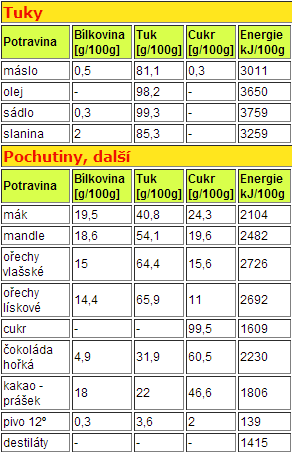 Tuky
Potravina Bílkovina [g/100g] Tuk [g/100g] Cukr [g/100g] Energie kJ/100g
máslo 0,5 81,1 0,3 3011
olej - 98,2 - 3650
sádlo 0,3 99,3 - 3759
slanina 2 85,3 - 3259
Pochutiny, další
Potravina Bílkovina [g/100g] Tuk [g/100g] Cukr [g/100g] Energie kJ/100g
mák 19,5 40,8 24,3 2104
mandle 18,6 54,1 19,6 2482
ořechy vlašské 15 64,4 15,6 2726
ořechy lískové 14,4 65,9 11 2692
cukr - - 99,5 1609
čokoláda hořká 4,9 31,9 60,5 2230
kakao - prášek 18 22 46,6 1806
pivo 12° 0,3 3,6 2 139
destiláty - - - 1415